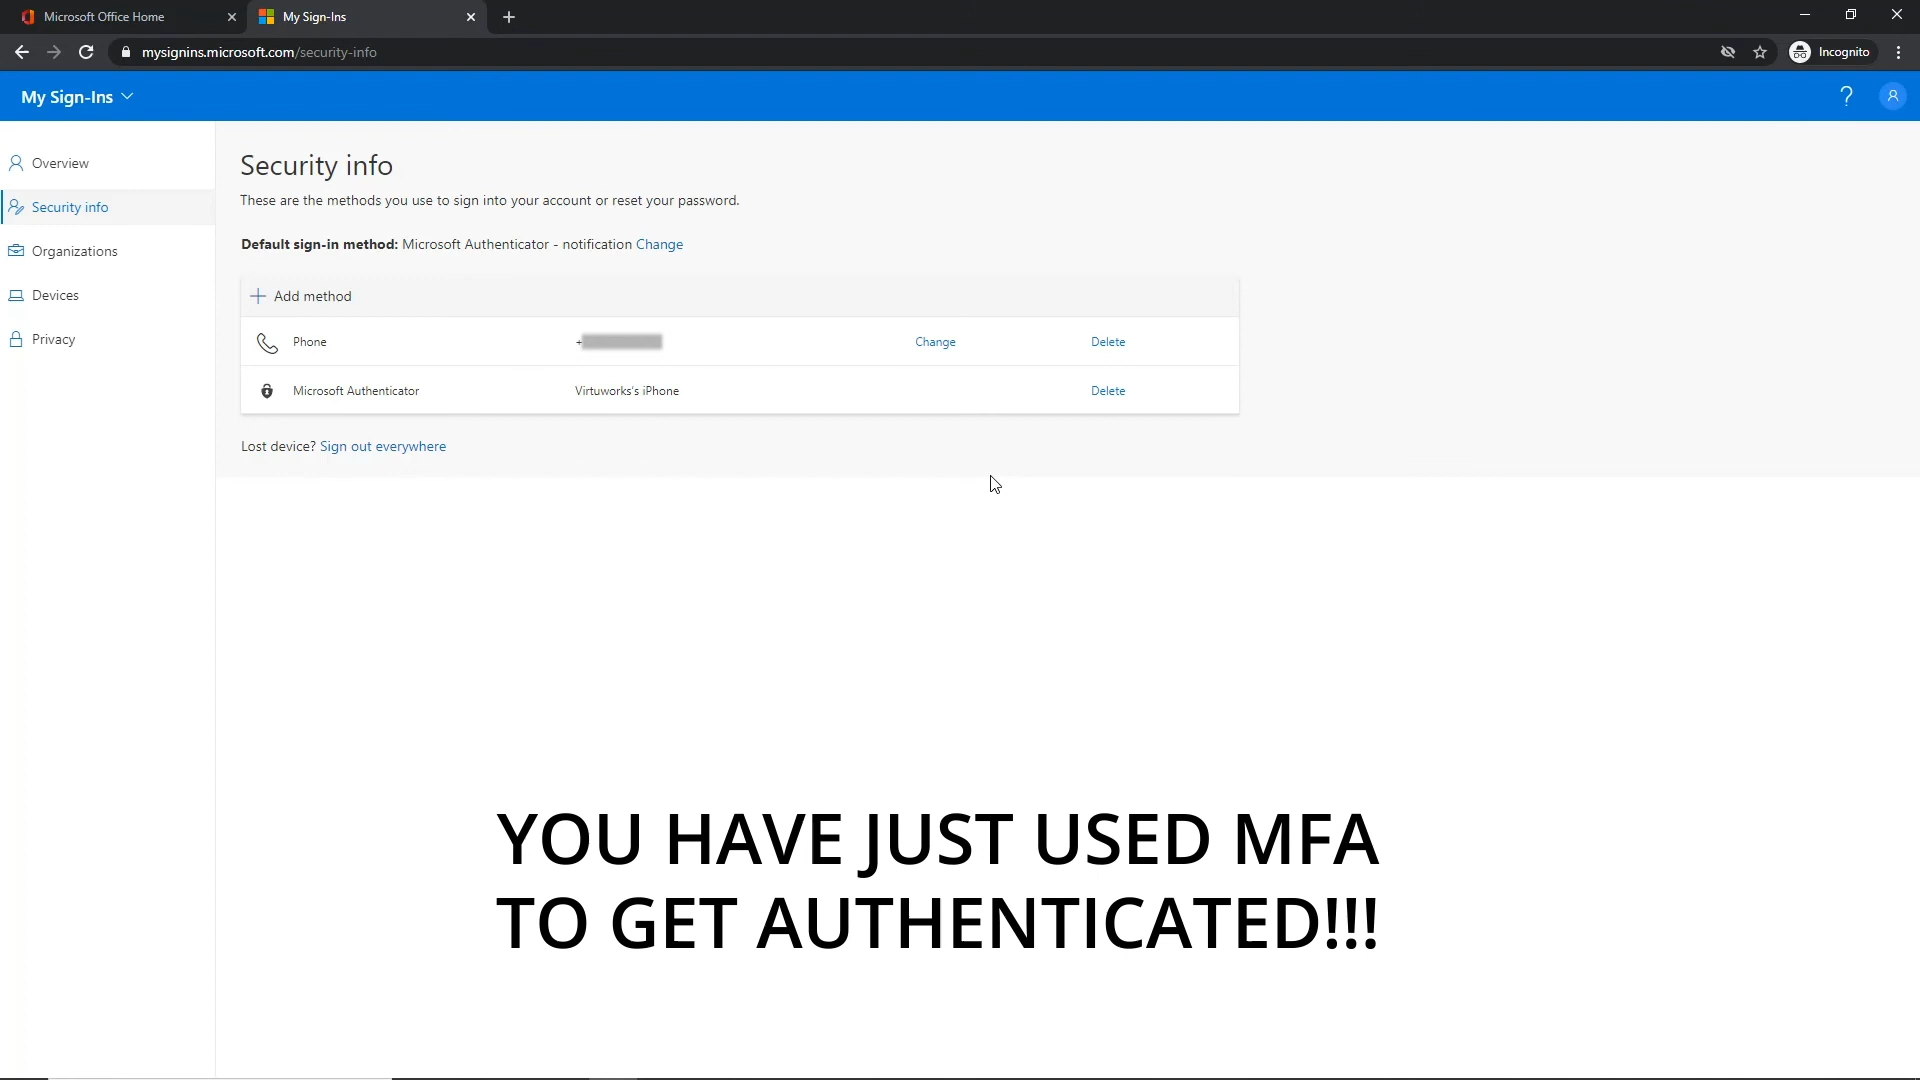 Microsoft Office Home
My Sign-Ins
mysignins.microsoft.com/security-info
Incognito
My Sign-Ins
?
Overview
Security info
Organizations
Devices
Privacy
Security info
These are the methods you use to sign into your account or reset your password.
Default sign-in method: Microsoft Authenticator - notification Change
Add method
Phone + Change Delete
Microsoft Authenticator Virtuworks's iPhone Delete
Lost device? Sign out everywhere
YOU HAVE JUST USED MFA
TO GET AUTHENTICATED!!!